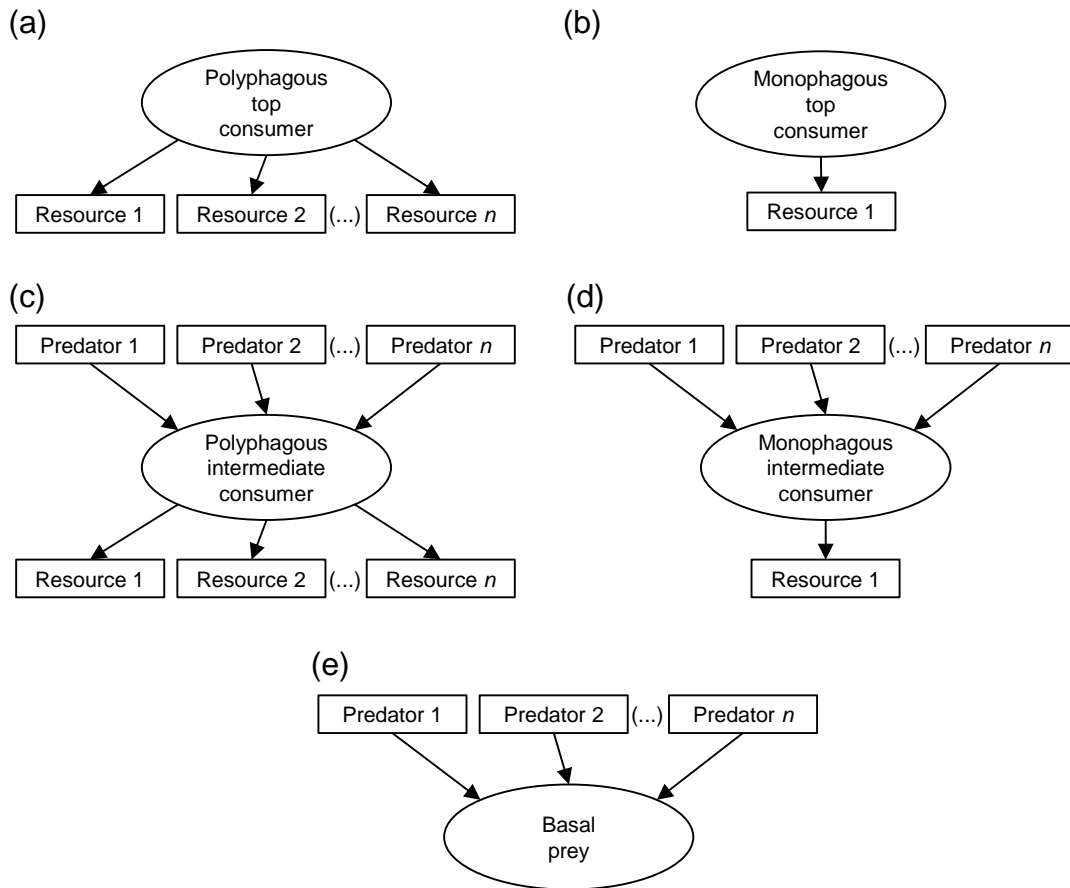 (a)
Polyphagous
top
consumer
Resource 1 Resource 2 (...) Resource n
(b)
Monophagous
top
consumer
Resource 1
(c)
Predator 1 Predator 2 (...) Predator n
Polyphagous
intermediate
consumer
Resource 1 Resource 2 (...) Resource n
(d)
Predator 1 Predator 2 (...) Predator n
Monophagous
intermediate
consumer
Resource 1
(e)
Predator 1 Predator 2 (...) Predator n
Basal
prey